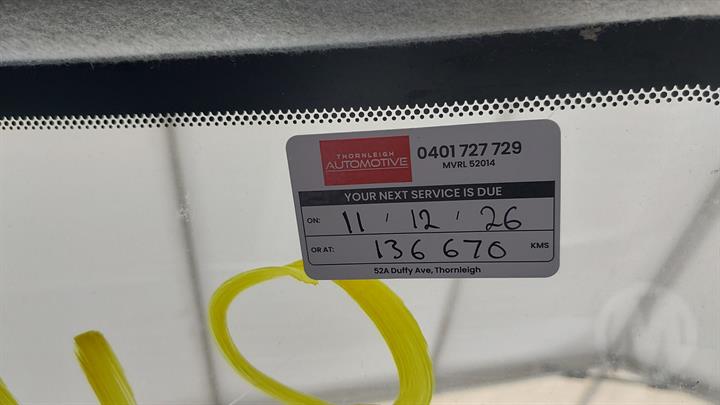 THORNLEIGH
AUTOMOTIVE
0401 727 729
MVRL 52014
YOUR NEXT SERVICE IS DUE
ON: 11 / 12 / 26
OR AT: 136 670 KMS
52A Duffy Ave, Thornleigh